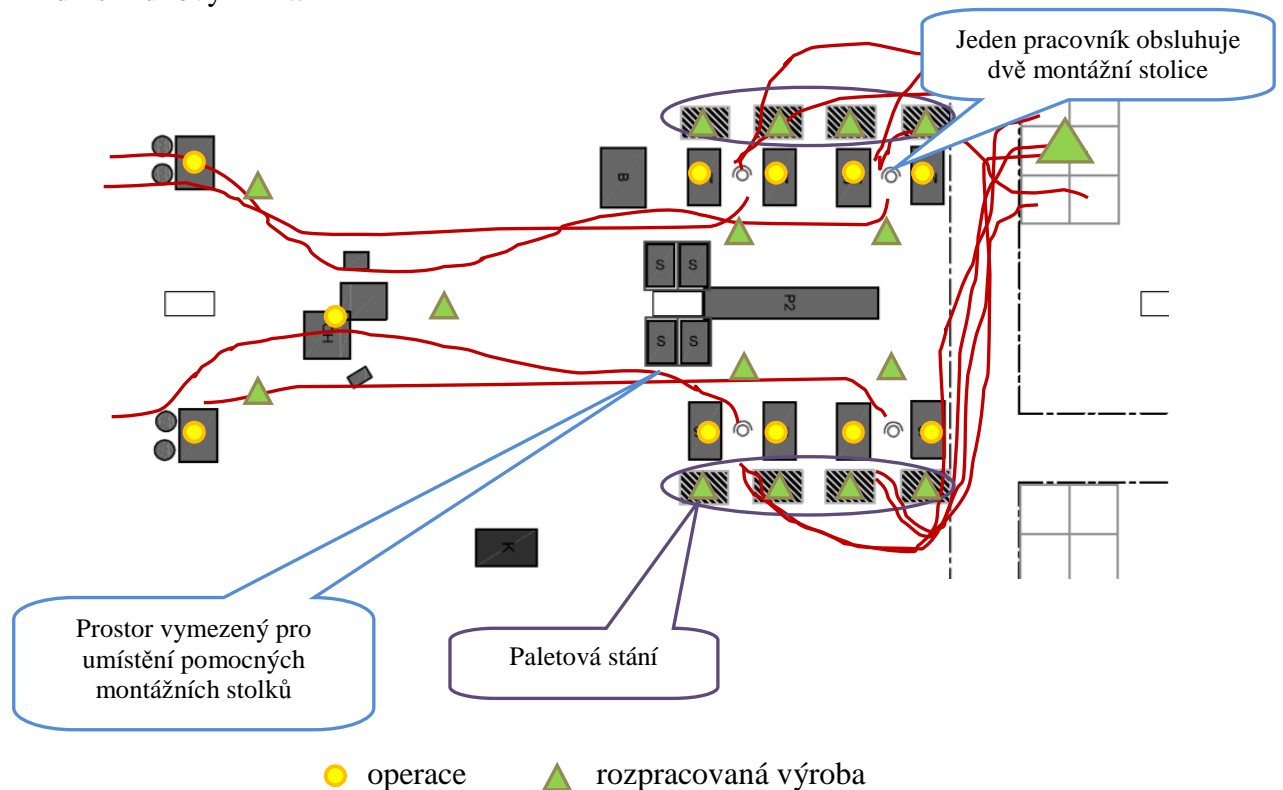 Jeden pracovník obsluhuje
dvě montážní stolice
B
S S
P2
S S
K
Prostor vymezený pro
umístění pomocných
montážních stolků
Paletová stání
operace
rozpracovaná výroba